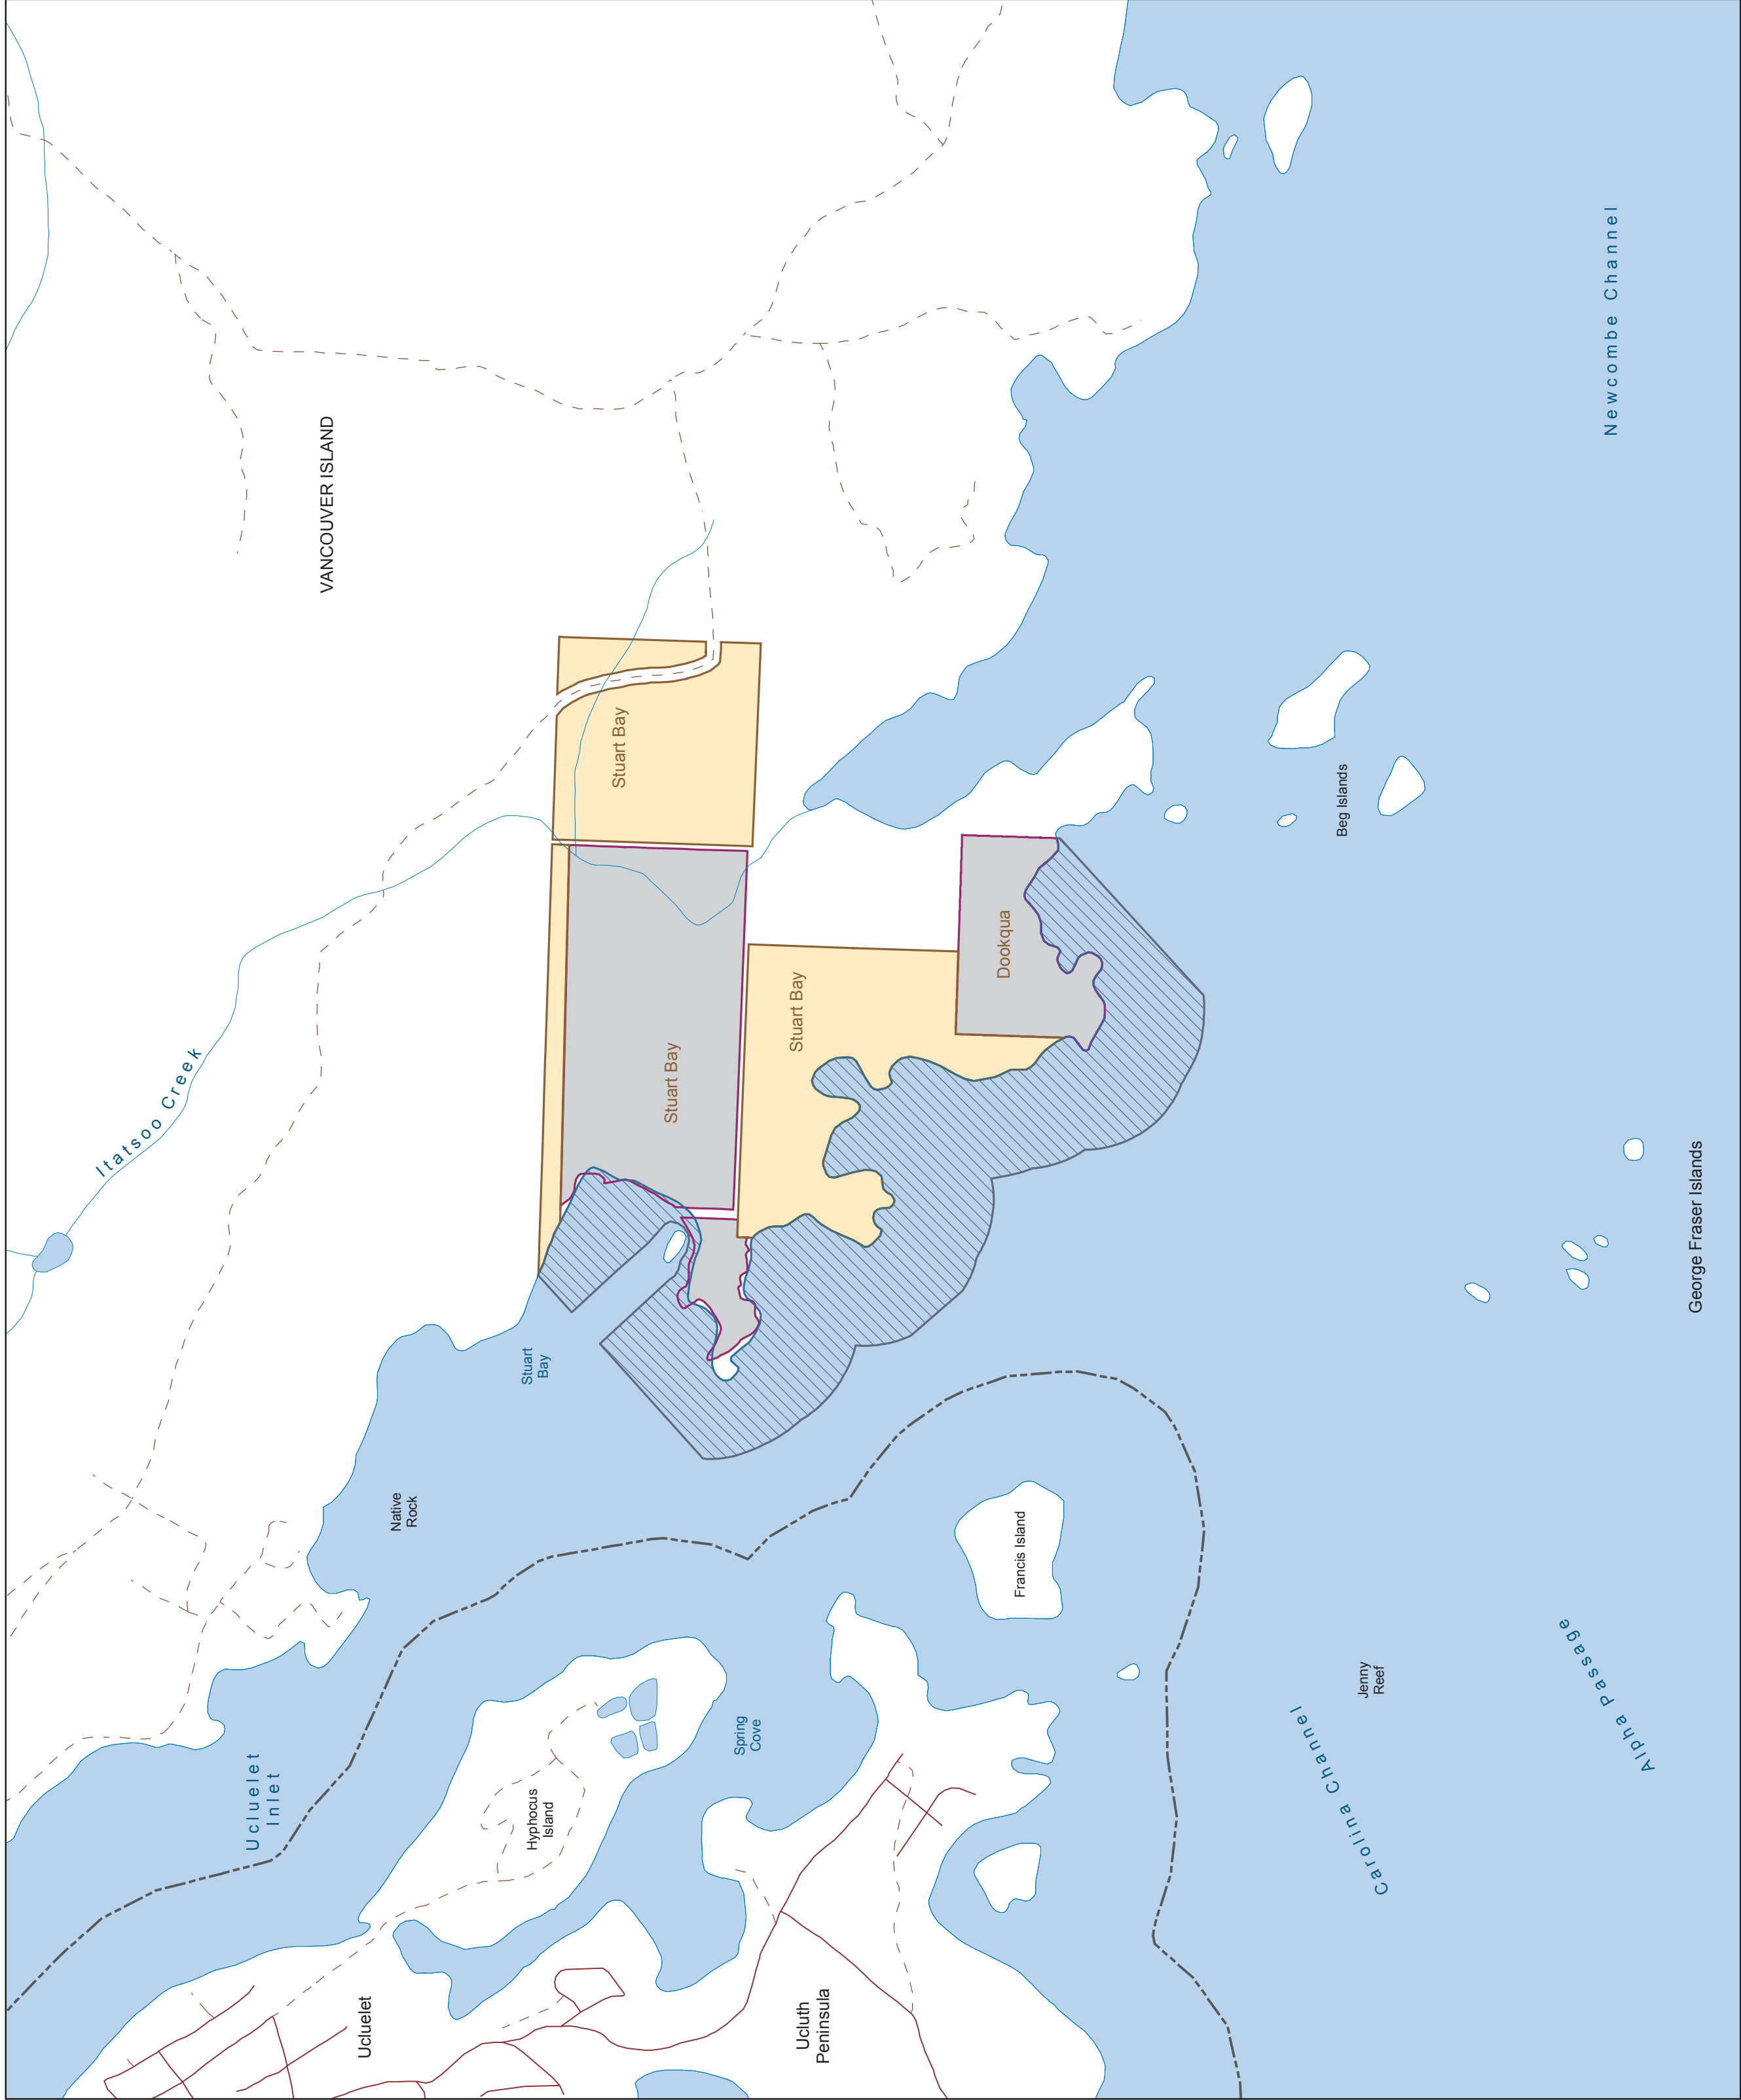 VANCOUVER ISLAND
Newcombe Channel
Stuart Bay
Beg Islands
Dookqua
Stuart Bay
Stuart Bay
Itatsoo Creek
George Fraser Islands
Stuart
Bay
Native
Rock
Francis Island
Jenny
Reef
Alpha Passage
Carolina Channel
Spring
Cove
Ucluelet
Inlet
Hyphocus
Island
Ucluelet
Ucluth
Peninsula